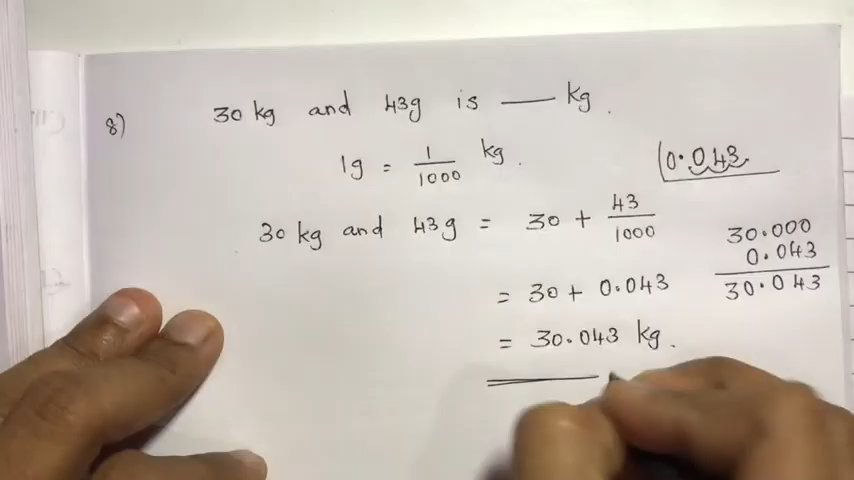 8) 30 kg and 43g is ___ kg.
1g = 1/1000 kg.
0.043
30 kg and 43g = 30 + 43/1000
= 30 + 0.043
= 30.043 kg.
30.000
0.043
30.043